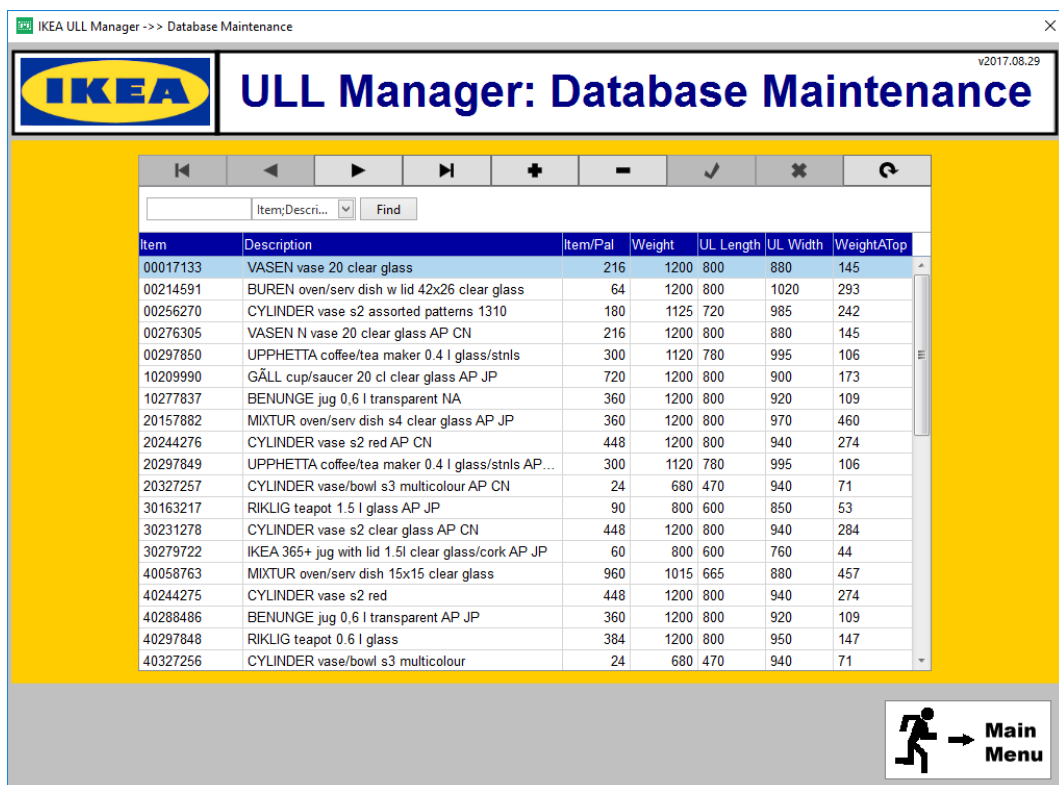 IKEA ULL Manager ->> Database Maintenance
v2017.08.29
IKEA ULL Manager: Database Maintenance
Item;Descri... Find
Item Description Item/Pal Weight UL Length UL Width WeightATop
00017133 VASEN vase 20 clear glass 216 1200 800 880 145
00214591 BUREN oven/serv dish w lid 42x26 clear glass 64 1200 800 1020 293
00256270 CYLINDER vase s2 assorted patterns 1310 180 1125 720 985 242
00276305 VASEN N vase 20 clear glass AP CN 216 1200 800 880 145
00297850 UPPHETTA coffee/tea maker 0.4 l glass/stnls 300 1120 780 995 106
10209990 GÃLL cup/saucer 20 cl clear glass AP JP 720 1200 800 900 173
10277837 BENUNGE jug 0,6 l transparent NA 360 1200 800 920 109
20157882 MIXTUR oven/serv dish s4 clear glass AP JP 360 1200 800 970 460
20244276 CYLINDER vase s2 red AP CN 448 1200 800 940 274
20297849 UPPHETTA coffee/tea maker 0.4 l glass/stnls AP... 300 1120 780 995 106
20327257 CYLINDER vase/bowl s3 multicolour AP CN 24 680 470 940 71
30163217 RIKLIG teapot 1.5 l glass AP JP 90 800 600 850 53
30231278 CYLINDER vase s2 clear glass AP CN 448 1200 800 940 284
30279722 IKEA 365+ jug with lid 1.5l clear glass/cork AP JP 60 800 600 760 44
40058763 MIXTUR oven/serv dish 15x15 clear glass 960 1015 665 880 457
40244275 CYLINDER vase s2 red 448 1200 800 940 274
40288486 BENUNGE jug 0,6 l transparent AP JP 360 1200 800 920 109
40297848 RIKLIG teapot 0.6 l glass 384 1200 800 950 147
40327256 CYLINDER vase/bowl s3 multicolour 24 680 470 940 71
Main
Menu